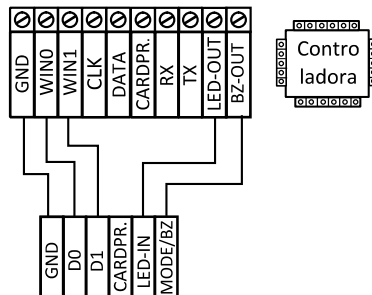 GND
WIN0
WIN1
CLK
DATA
CARDPR.
RX
TX
LED-OUT
BZ-OUT
Contro
ladora
GND
D0
D1
CARDPR.
LED-IN
MODE/BZ